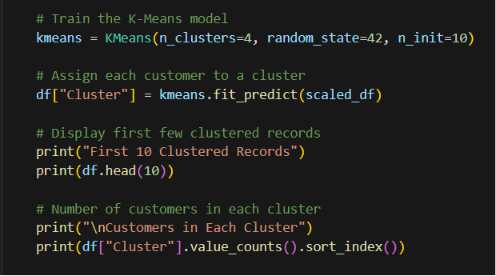 # Train the K-Means model
kmeans = KMeans(n_clusters=4, random_state=42, n_init=10)
# Assign each customer to a cluster
df["Cluster"] = kmeans.fit_predict(scaled_df)
# Display first few clustered records
print("First 10 Clustered Records")
print(df.head(10))
# Number of customers in each cluster
print("\nCustomers in Each Cluster")
print(df["Cluster"].value_counts().sort_index())